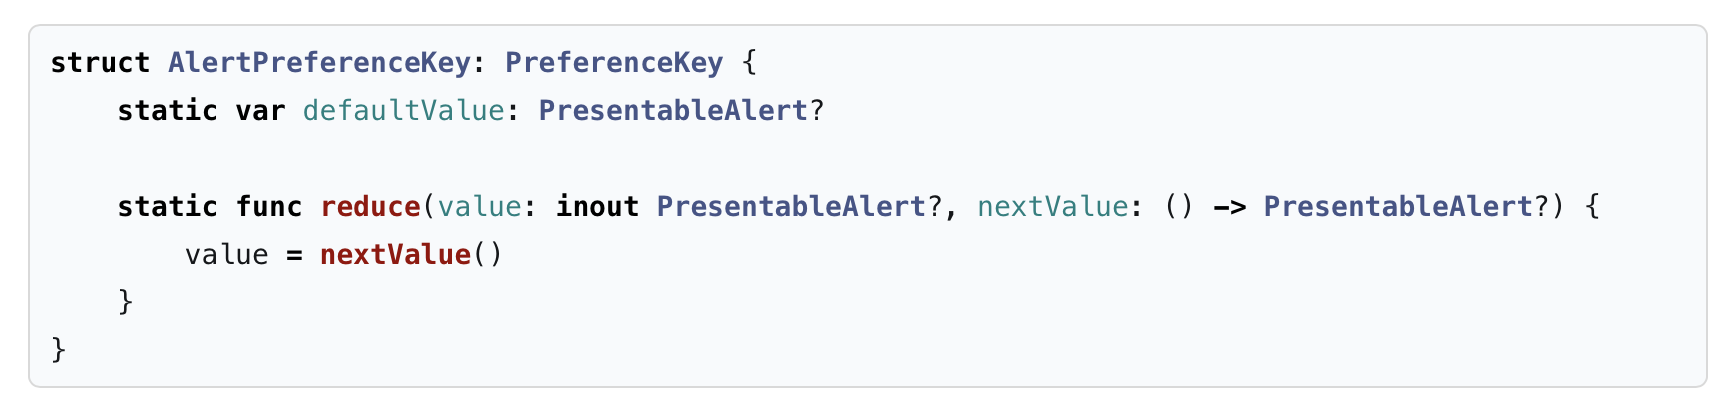 struct AlertPreferenceKey: PreferenceKey {
    static var defaultValue: PresentableAlert?

    static func reduce(value: inout PresentableAlert?, nextValue: () -> PresentableAlert?) {
        value = nextValue()
    }
}